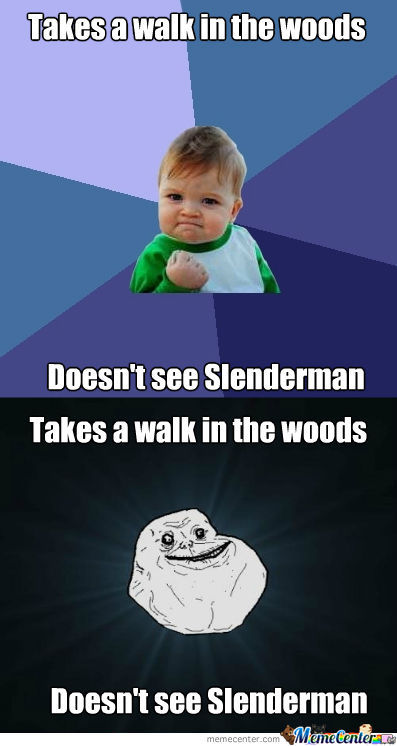 Takes a walk in the woods
Doesn't see Slenderman
Takes a walk in the woods
Doesn't see Slenderman
memecenter.com MemeCenter